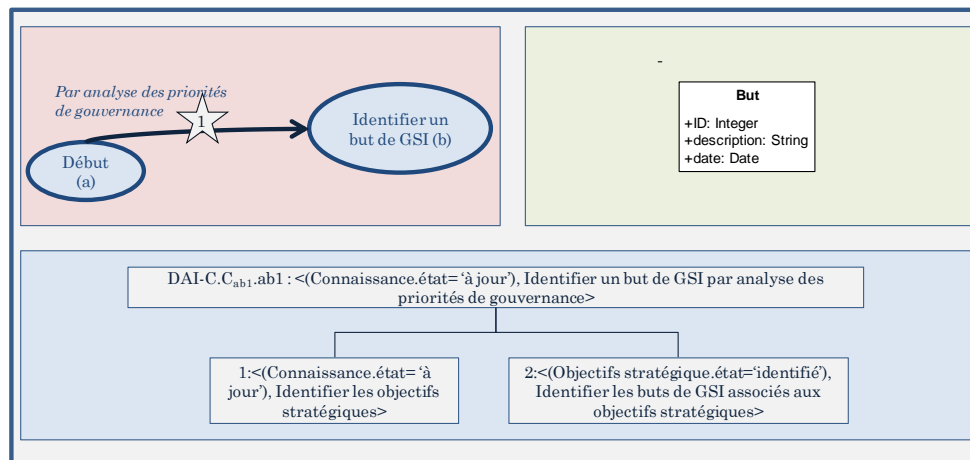 Par analyse des priorités
de gouvernance
1
Début
(a)
Identifier un
but de GSI (b)
-
But
+ID: Integer
+description: String
+date: Date
DAI-C.Cab1.ab1 : <(Connaissance.état= ‘à jour’), Identifier un but de GSI par analyse des
priorités de gouvernance>
1:<(Connaissance.état= ‘à
jour’), Identifier les objectifs
stratégiques>
2:<(Objectifs stratégique.état=‘identifié’),
Identifier les buts de GSI associés aux
objectifs stratégiques>